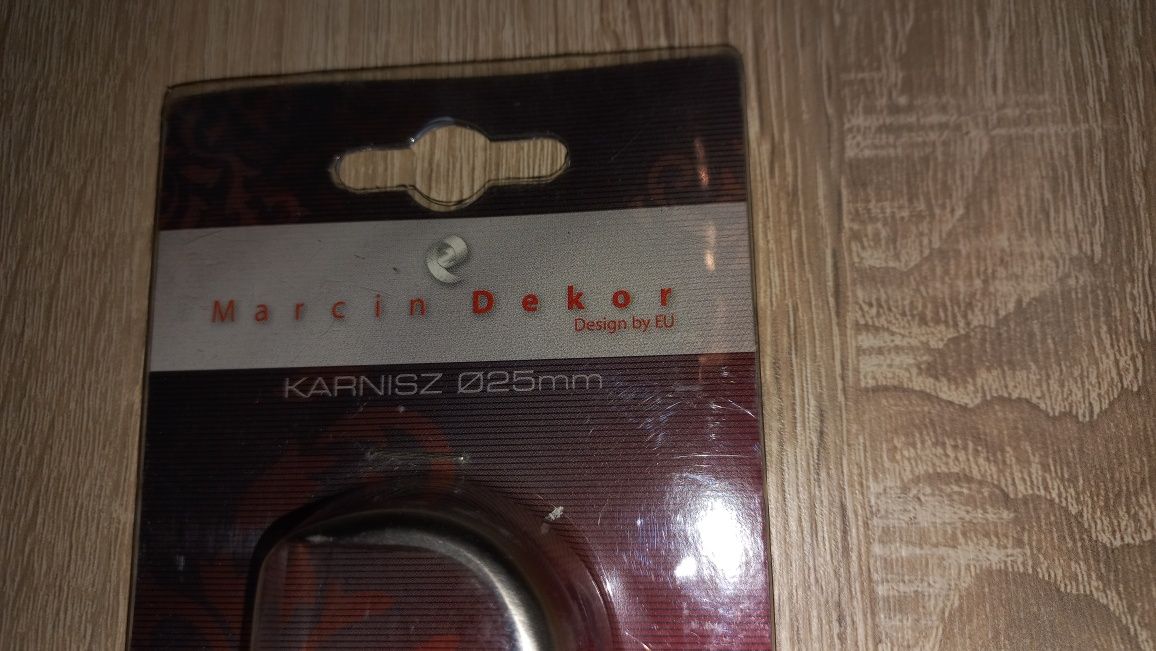 Marcin Dekor
Design by EU
KARNISZ Ø25mm